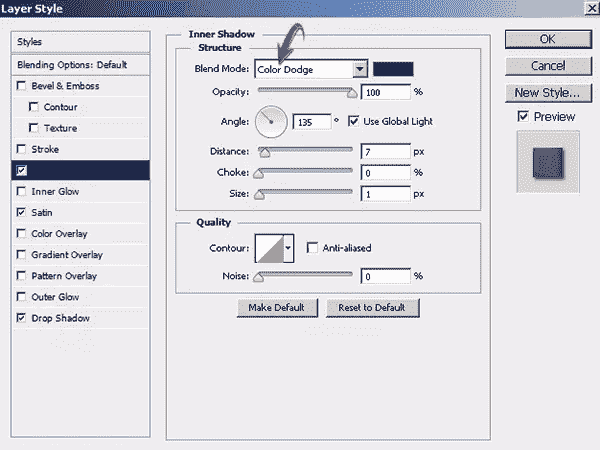 Layer Style
Styles
Blending Options: Default
Bevel & Emboss
Contour
Texture
Stroke
Inner Glow
Satin
Color Overlay
Gradient Overlay
Pattern Overlay
Outer Glow
Drop Shadow
Inner Shadow
Structure
Blend Mode: Color Dodge
Opacity: 100 %
Angle: 135 ° Use Global Light
Distance: 7 px
Choke: 0 %
Size: 1 px
Quality
Contour: Anti-aliased
Noise: 0 %
Make Default Reset to Default
OK
Cancel
New Style...
Preview